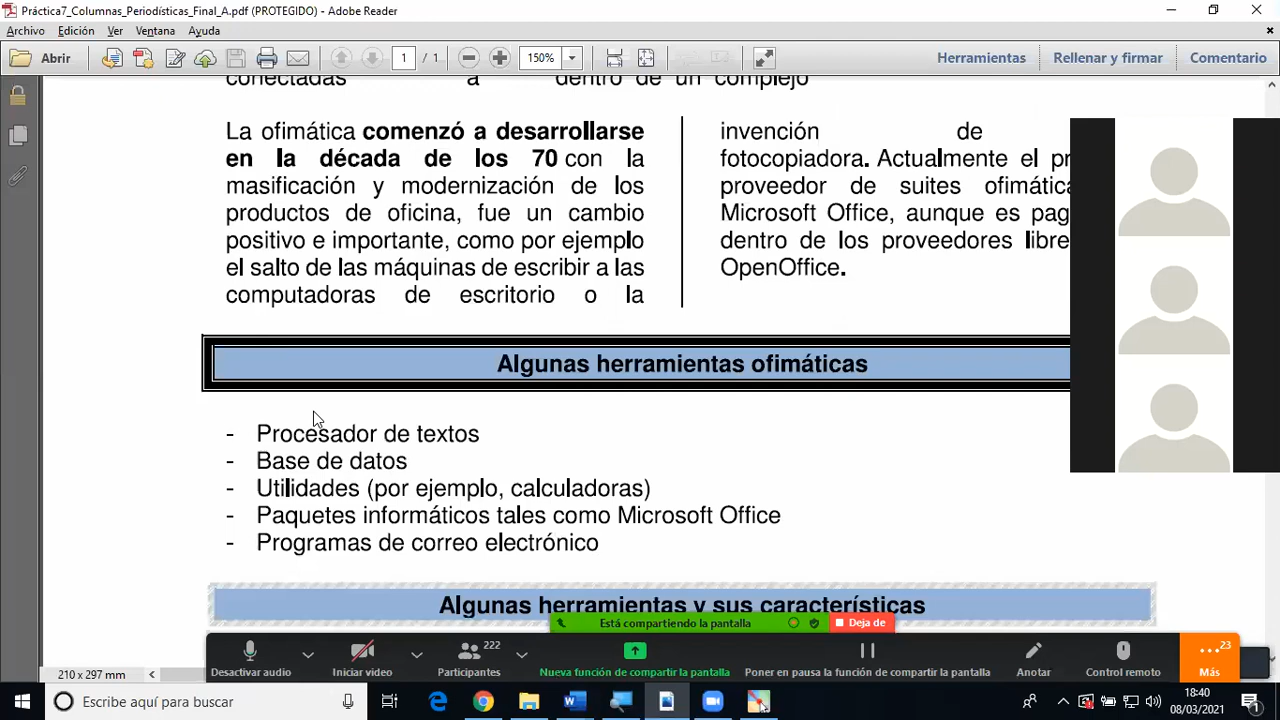 Práctica7_Columnas_Periodísticas_Final_A.pdf (PROTEGIDO) - Adobe Reader
Archivo Edición Ver Ventana Ayuda
Abrir 1 / 1 150% Herramientas Rellenar y firmar Comentario
conectadas a dentro de un complejo
La ofimática comenzó a desarrollarse
en la década de los 70 con la
masificación y modernización de los
productos de oficina, fue un cambio
positivo e importante, como por ejemplo
el salto de las máquinas de escribir a las
computadoras de escritorio o la
invención de
fotocopiadora. Actualmente el
proveedor de suites
Microsoft Office, aunque es
dentro de los proveedores
OpenOffice.
Algunas herramientas ofimáticas
- Procesador de textos
- Base de datos
- Utilidades (por ejemplo, calculadoras)
- Paquetes informáticos tales como Microsoft Office
- Programas de correo electrónico
Algunas herramientas y sus características
Está compartiendo la pantalla Deja de
222 23
Desactivar audio Iniciar video Participantes Nueva función de compartir la pantalla Poner en pausa la función de compartir la pantalla Anotar Control remoto Más
210 x 297 mm
Escribe aquí para buscar
18:40
08/03/2021
1